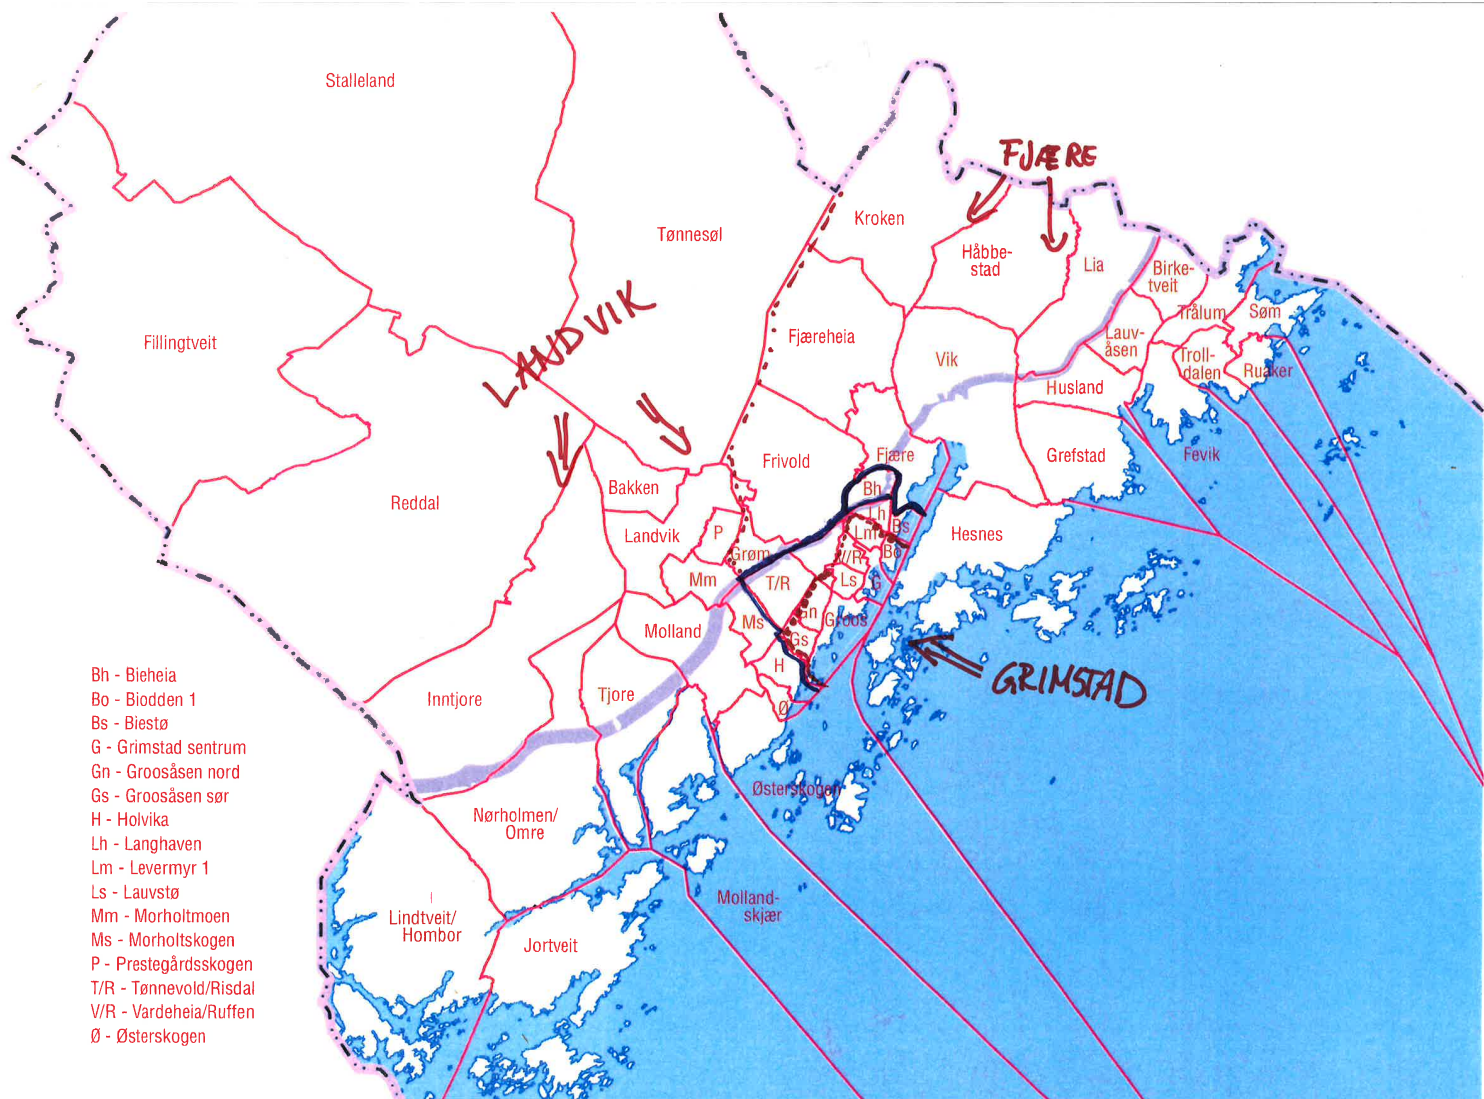 Stalleland
FJÆRE
Kroken
Tønnesøl
Håbbe-
stad
Lia
Birke-
tveit
Trålum
Søm
LANDVIK
Fillingtveit
Fjæreheia
Vik
Lauv-
åsen
Troll-
dalen
Ruaker
Husland
Frivold
Fjære
Grefstad
Fevik
Reddal
Bakken
Bh
Lh
Bs
Landvik
P
Lm
Hesnes
Grøm
V/R
Bo
Mm
T/R
Ls
G
Molland
Ms
Gn
Groos
Gs
H
GRIMSTAD
Inntjore
Tjore
Ø
Østerskogen
Nørholmen/
Omre
Molland-
skjær
Lindtveit/
Hombor
Jortveit
Bh - Bieheia
Bo - Biodden 1
Bs - Biestø
G - Grimstad sentrum
Gn - Groosåsen nord
Gs - Groosåsen sør
H - Holvika
Lh - Langhaven
Lm - Levermyr 1
Ls - Lauvstø
Mm - Morholtmoen
Ms - Morholtskogen
P - Prestegårdsskogen
T/R - Tønnevold/Risdal
V/R - Vardeheia/Ruffen
Ø - Østerskogen